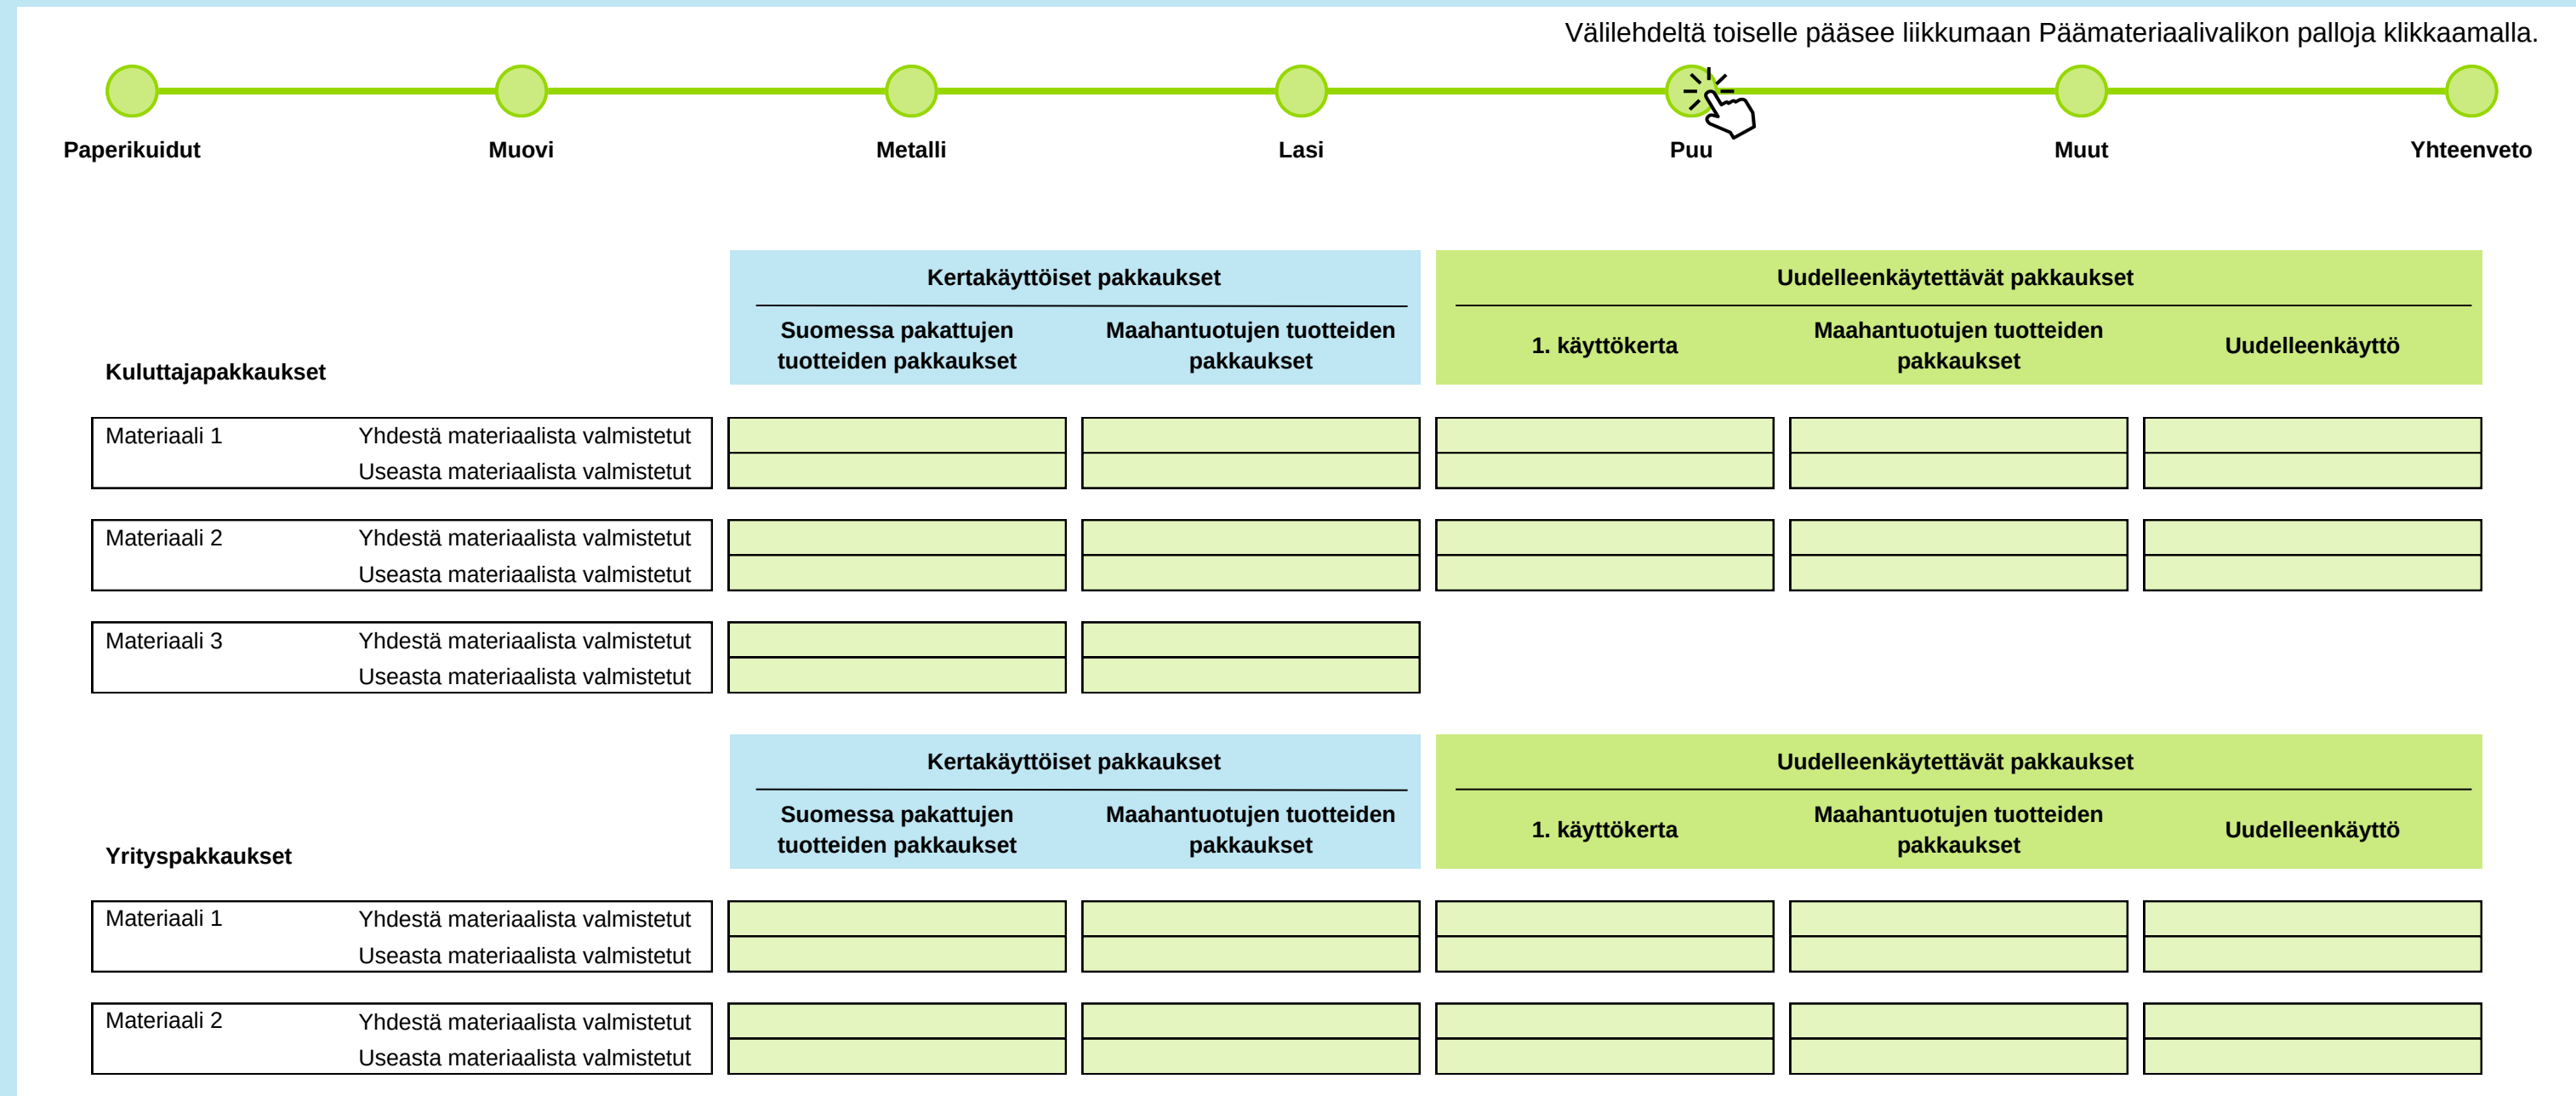 Välilehdeltä toiselle pääsee liikkumaan Päämateriaalivalikon palloja klikkaamalla.
Paperikuidut Muovi Metalli Lasi Puu Muut Yhteenveto
Kertakäyttöiset pakkaukset Uudelleenkäytettävät pakkaukset
Suomessa pakattujen Maahantuotujen tuotteiden Maahantuotujen tuotteiden
tuotteiden pakkaukset pakkaukset 1. käyttökerta pakkaukset Uudelleenkäyttö
Kuluttajapakkaukset
Materiaali 1 Yhdestä materiaalista valmistetut
Useasta materiaalista valmistetut
Materiaali 2 Yhdestä materiaalista valmistetut
Useasta materiaalista valmistetut
Materiaali 3 Yhdestä materiaalista valmistetut
Useasta materiaalista valmistetut
Kertakäyttöiset pakkaukset Uudelleenkäytettävät pakkaukset
Suomessa pakattujen Maahantuotujen tuotteiden Maahantuotujen tuotteiden
tuotteiden pakkaukset pakkaukset 1. käyttökerta pakkaukset Uudelleenkäyttö
Yrityspakkaukset
Materiaali 1 Yhdestä materiaalista valmistetut
Useasta materiaalista valmistetut
Materiaali 2 Yhdestä materiaalista valmistetut
Useasta materiaalista valmistetut